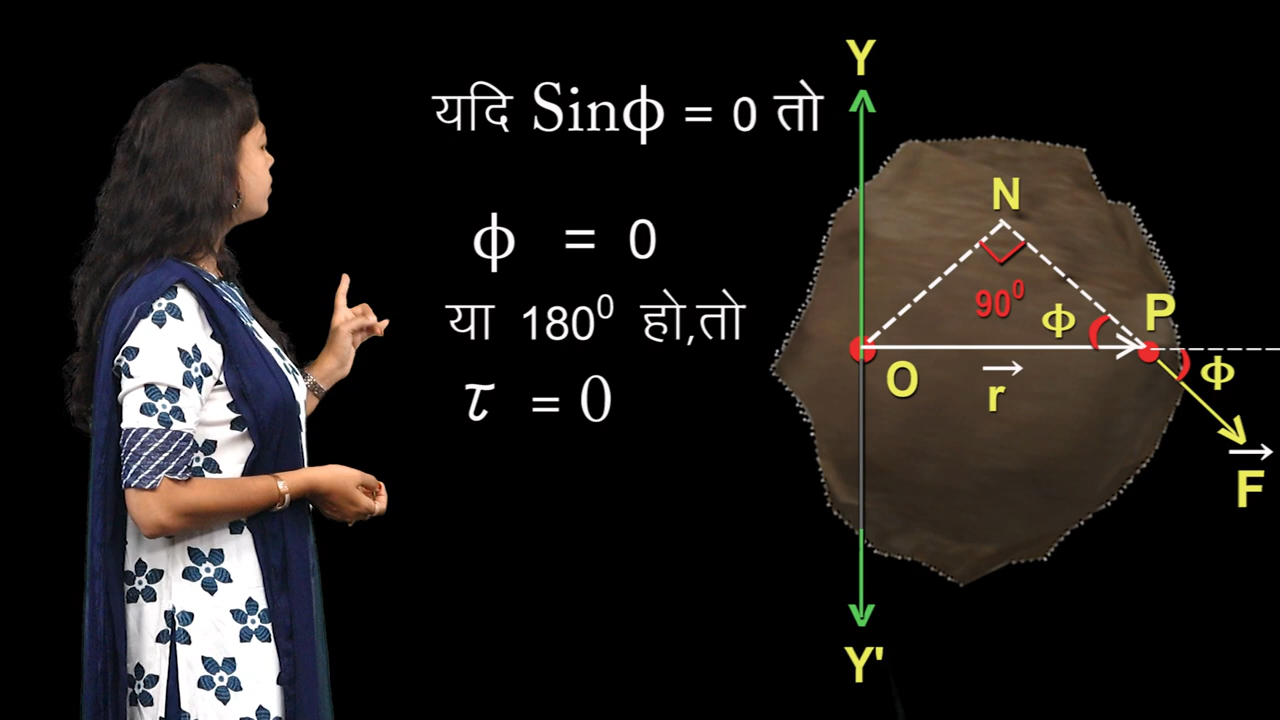 यदि Sinϕ = 0 तो
ϕ = 0
या 180⁰ हो,तो
τ = 0
Y
N
90⁰
ϕ
P
O
r
ϕ
F
Y'